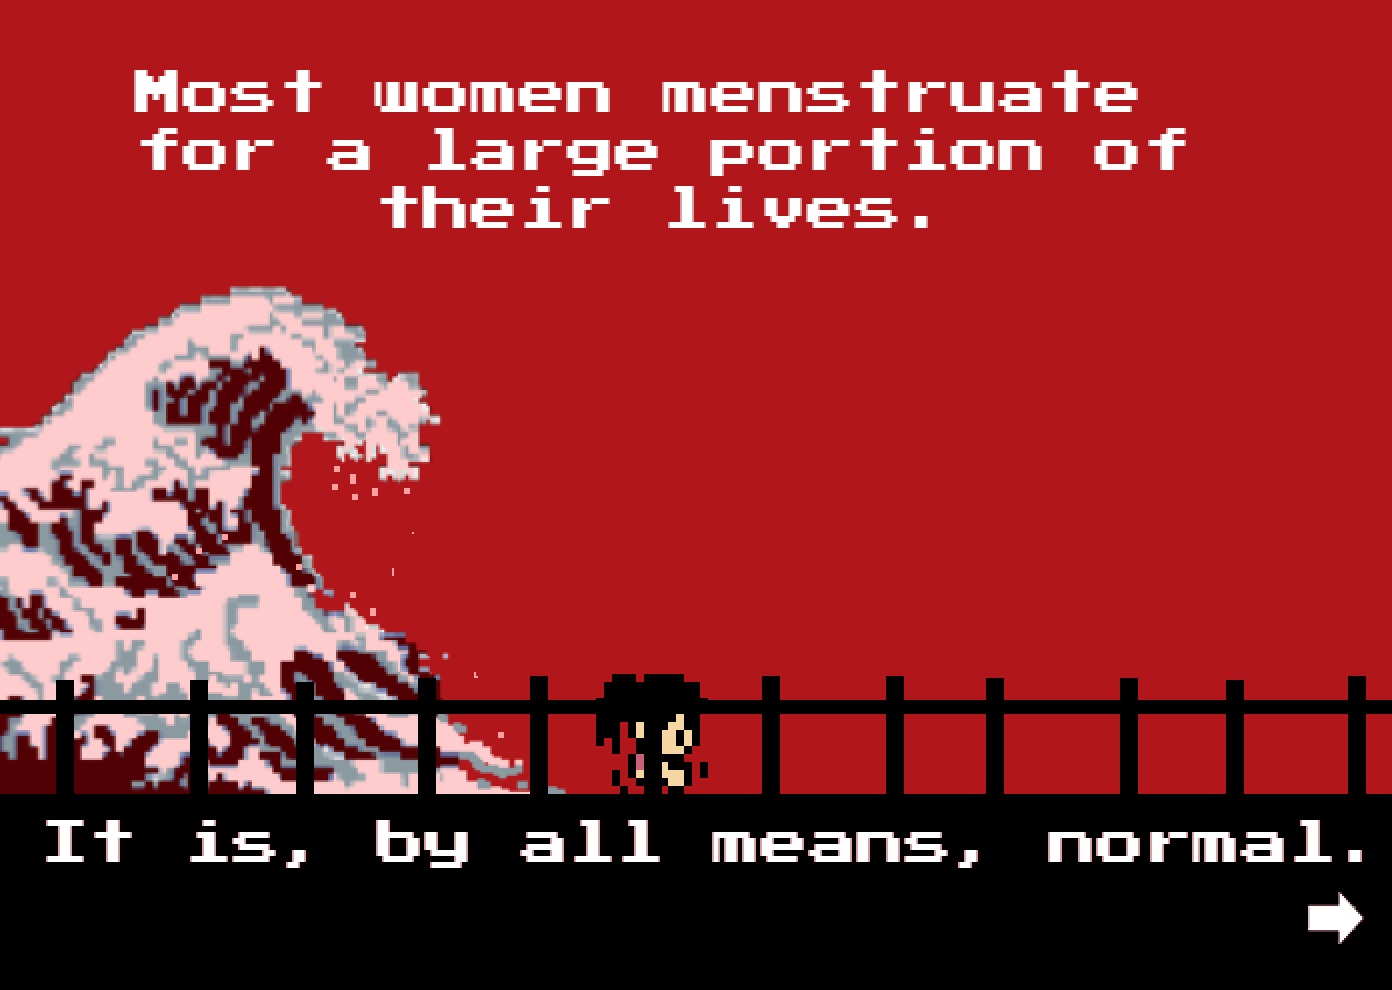 Most women menstruate
for a large portion of
their lives.
It is, by all means, normal.